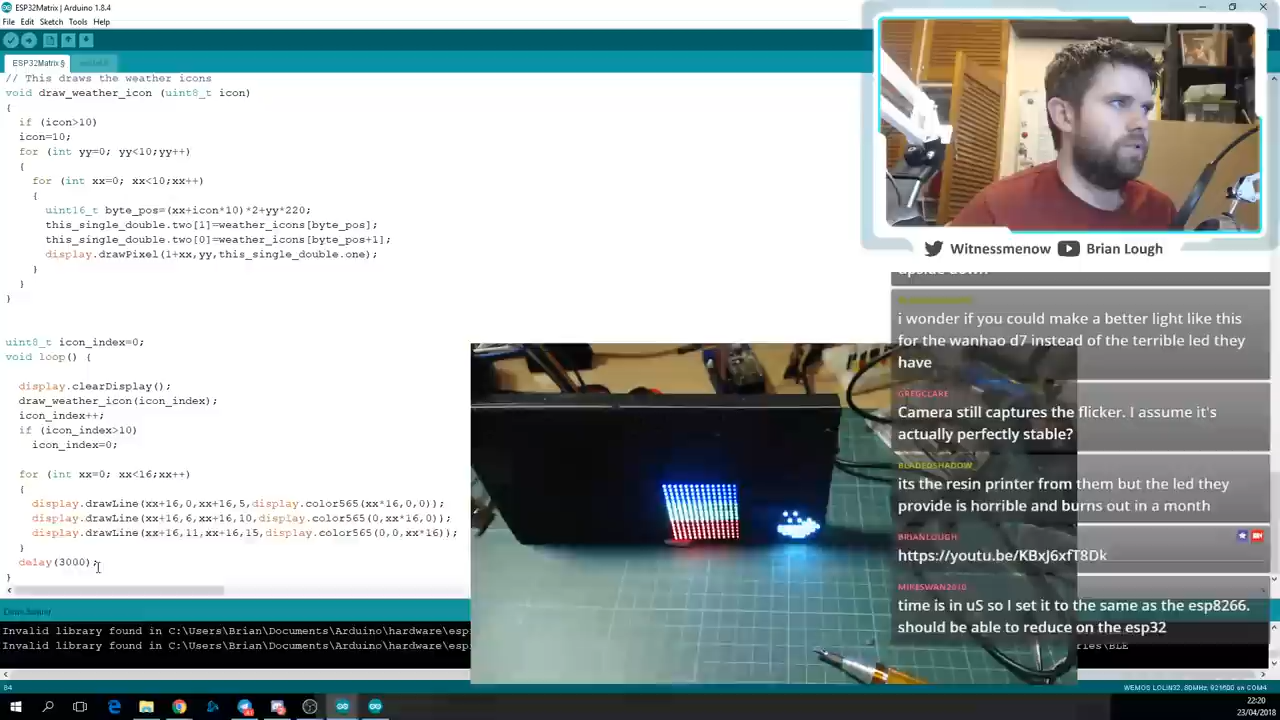 ESP32Matrix | Arduino 1.8.4
File Edit Sketch Tools Help
ESP32Matrix §
// This draws the weather icons
void draw_weather_icon (uint8_t icon)
{
if (icon>10)
icon=10;
for (int yy=0; yy<10;yy++)
{
for (int xx=0; xx<10;xx++)
{
uint16_t byte_pos=(xx+icon*10)*2+yy*220;
this_single_double.two[1]=weather_icons[byte_pos];
this_single_double.two[0]=weather_icons[byte_pos+1];
display.drawPixel(1+xx,yy,this_single_double.one);
}
}
}
uint8_t icon_index=0;
void loop() {
display.clearDisplay();
draw_weather_icon(icon_index);
icon_index++;
if (icon_index>10)
icon_index=0;
for (int xx=0; xx<16;xx++)
{
display.drawLine(xx+16,0,xx+16,5,display.color565(xx*16,0,0));
display.drawLine(xx+16,6,xx+16,10,display.color565(0,xx*16,0));
display.drawLine(xx+16,11,xx+16,15,display.color565(0,0,xx*16));
}
delay(3000);
}
Invalid library found in C:\Users\Brian\Documents\Arduino\hardware\esp
Invalid library found in C:\Users\Brian\Documents\Arduino\hardware\esp
ries\BLE
84
WEMOS LOLIN32, 80MHz, 921600 on COM4
22:20
23/04/2018
Witnessmenow Brian Lough
upside down
BLADEOSHADOW
i wonder if you could make a better light like this
for the wanhao d7 instead of the terrible led they
have
GREGCLARE
Camera still captures the flicker. I assume it's
actually perfectly stable?
BLADEOSHADOW
its the resin printer from them but the led they
provide is horrible and burns out in a month
BRIANLOUGH
https://youtu.be/KBxJ6xfT8Dk
MIKESWAN2010
time is in uS so I set it to the same as the esp8266.
should be able to reduce on the esp32